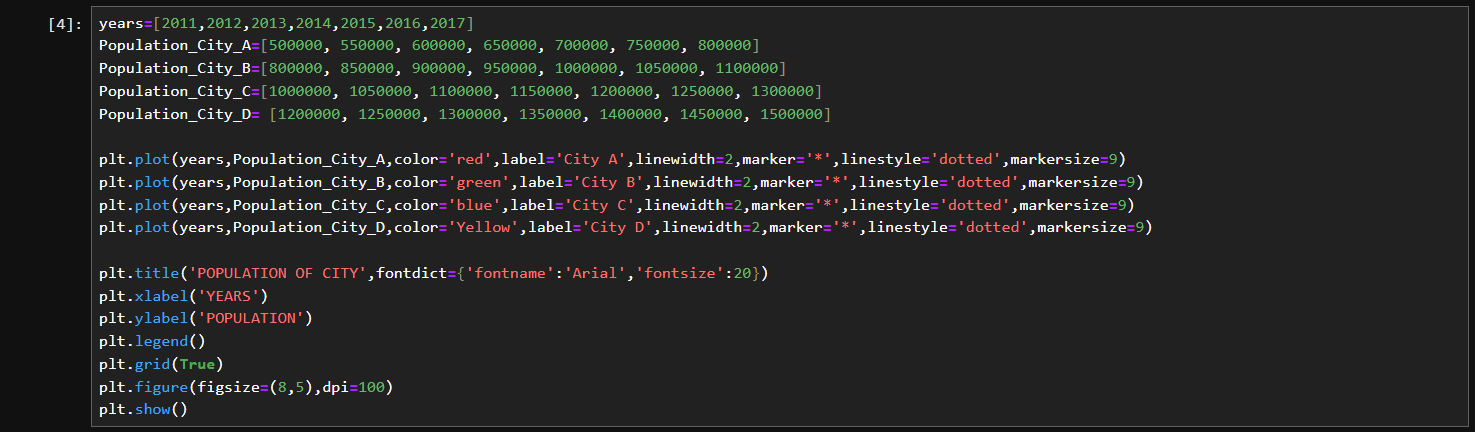 [4]:
years=[2011,2012,2013,2014,2015,2016,2017]
Population_City_A=[500000, 550000, 600000, 650000, 700000, 750000, 800000]
Population_City_B=[800000, 850000, 900000, 950000, 1000000, 1050000, 1100000]
Population_City_C=[1000000, 1050000, 1100000, 1150000, 1200000, 1250000, 1300000]
Population_City_D= [1200000, 1250000, 1300000, 1350000, 1400000, 1450000, 1500000]
plt.plot(years,Population_City_A,color='red',label='City A',linewidth=2,marker='*',linestyle='dotted',markersize=9)
plt.plot(years,Population_City_B,color='green',label='City B',linewidth=2,marker='*',linestyle='dotted',markersize=9)
plt.plot(years,Population_City_C,color='blue',label='City C',linewidth=2,marker='*',linestyle='dotted',markersize=9)
plt.plot(years,Population_City_D,color='Yellow',label='City D',linewidth=2,marker='*',linestyle='dotted',markersize=9)
plt.title('POPULATION OF CITY',fontdict={'fontname':'Arial','fontsize':20})
plt.xlabel('YEARS')
plt.ylabel('POPULATION')
plt.legend()
plt.grid(True)
plt.figure(figsize=(8,5),dpi=100)
plt.show()